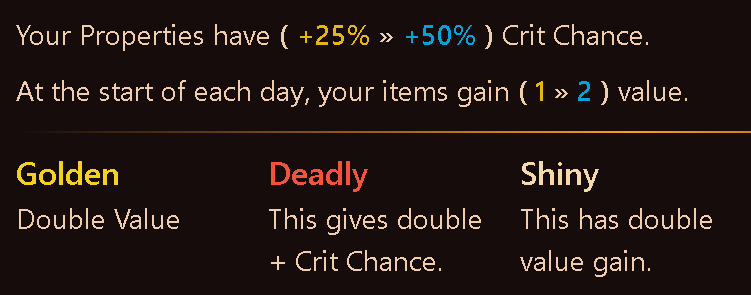 Your Properties have ( +25% » +50% ) Crit Chance.
At the start of each day, your items gain ( 1 » 2 ) value.
Golden
Double Value
Deadly
This gives double
+ Crit Chance.
Shiny
This has double
value gain.